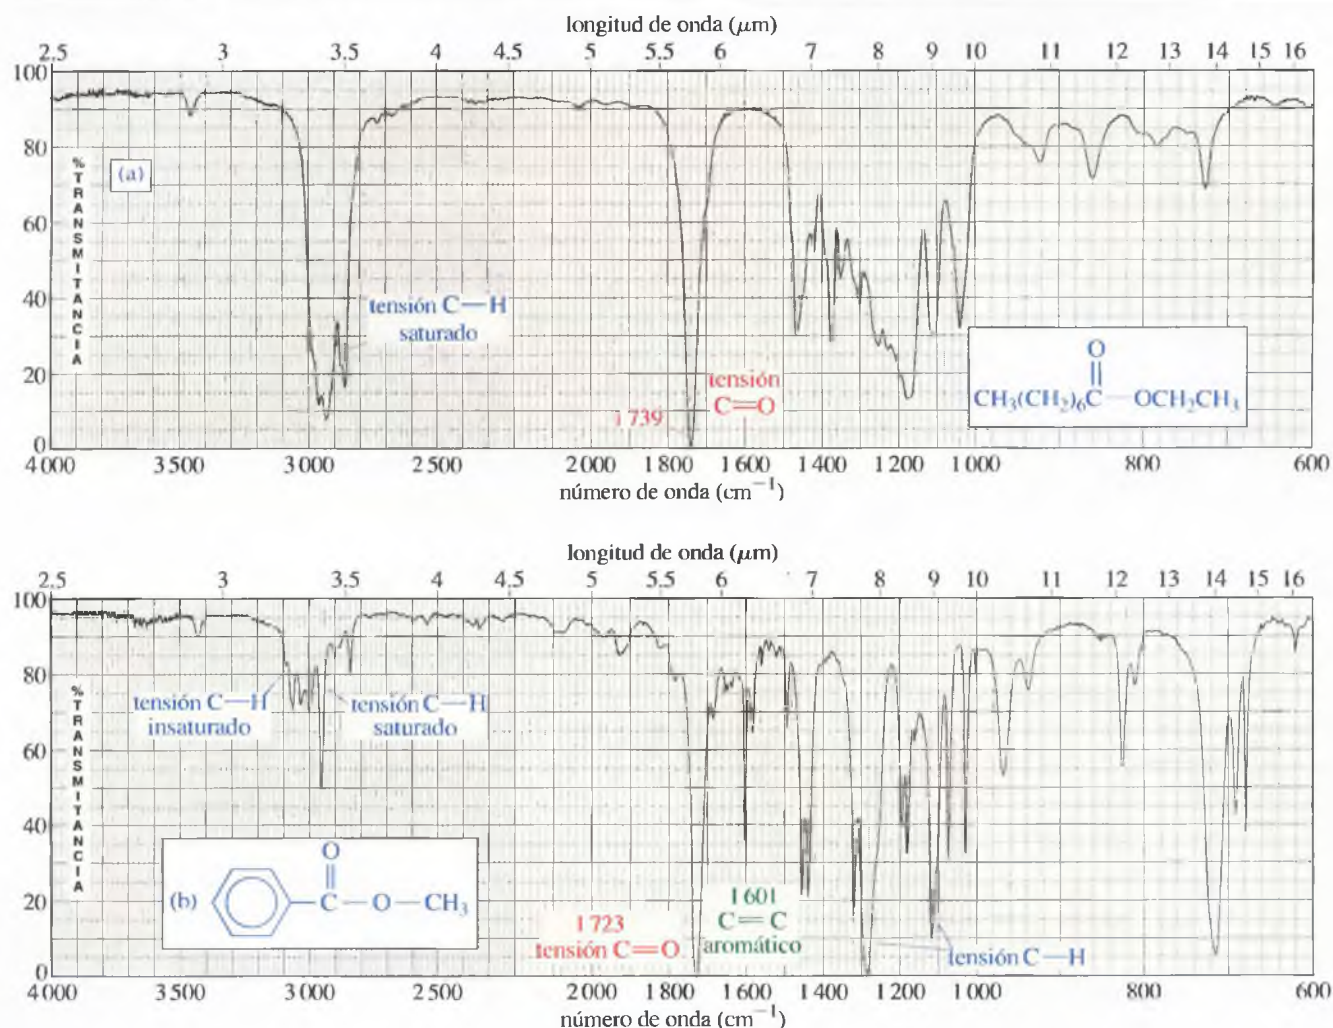 longitud de onda (μm)
2.5 3 3.5 4 4.5 5 5.5 6 7 8 9 10 11 12 13 14 15 16
100
80
60
40
20
0
%TRANSMITANCIA
(a)
tensión C—H
saturado
tensión
C=O
1 739
O
CH₃(CH₂)₆C—OCH₂CH₃
4000 3 500 3 000 2 500 2 000 1 800 1 600 1 400 1 200 1 000 800 600
número de onda (cm⁻¹)
longitud de onda (μm)
2.5 3 3.5 4 4.5 5 5.5 6 7 8 9 10 11 12 13 14 15 16
100
80
60
40
20
0
%TRANSMITANCIA
tensión C—H
insaturado
tensión C—H
saturado
O
(b) —C—O—CH₃
1 723
tensión C=O
1 601
C=C
aromático
tensión C—H
4000 3 500 3 000 2 500 2 000 1 800 1 600 1 400 1 200 1 000 800 600
número de onda (cm⁻¹)